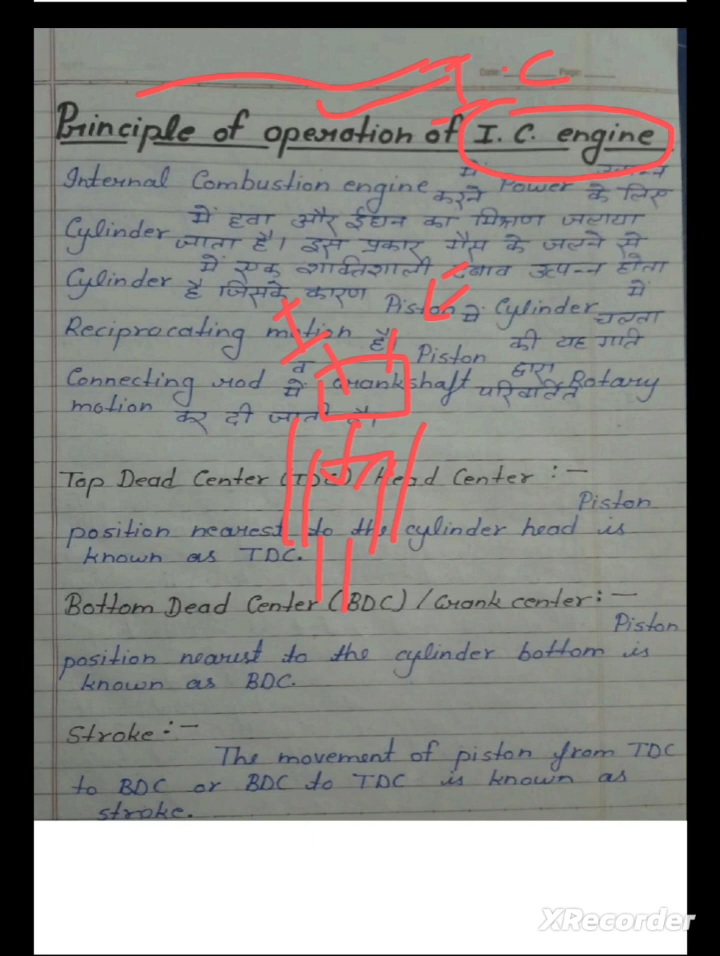 I.C
Date: Page:
Principle of operation of I. C. engine
Internal Combustion engine में Power उत्पन्न करने के लिए
Cylinder में हवा और ईंधन का मिश्रण जलाया जाता है। इस प्रकार गैस के जलने से
Cylinder में एक शक्तिशाली दबाव उत्पन्न होता है जिसके कारण Piston Cylinder में
Reciprocating motion में चलता है। Piston की यह गति
Connecting rod व Crankshaft द्वारा Rotary
motion में परिवर्तित कर दी जाती है।
Top Dead Center (TDC) / Head Center : —
Piston
position nearest to the cylinder head is
known as TDC.
Bottom Dead Center (BDC) / Crank center: —
Piston
position nearest to the cylinder bottom is
known as BDC.
Stroke: —
The movement of piston from TDC
to BDC or BDC to TDC is known as
stroke.
XRecorder